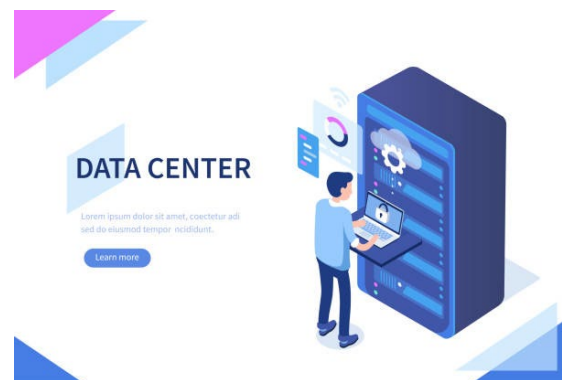 DATA CENTER
Lorem ipsum dolor sit amet, coectetur adi
sed do eiusmod tempor ncididunt.
Learn more